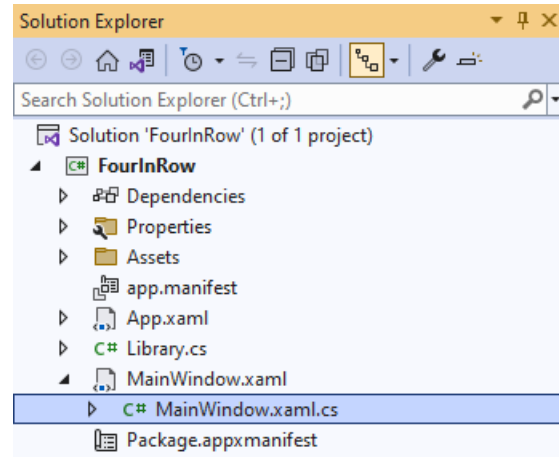 Solution Explorer
Search Solution Explorer (Ctrl+;)
Solution 'FourInRow' (1 of 1 project)
C# FourInRow
Dependencies
Properties
Assets
app.manifest
App.xaml
C# Library.cs
MainWindow.xaml
C# MainWindow.xaml.cs
Package.appxmanifest